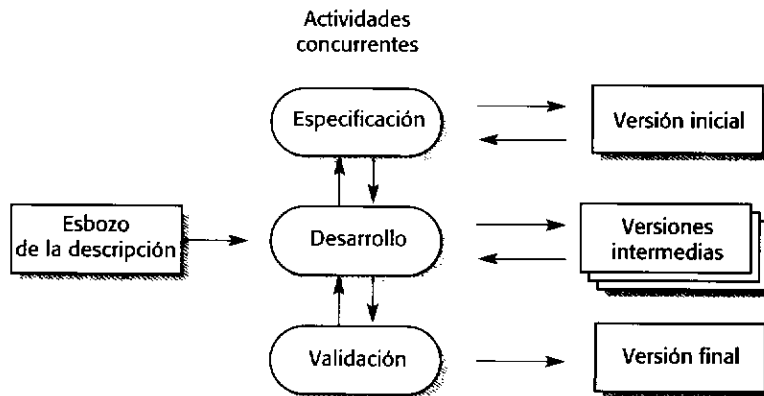 Actividades
concurrentes
Especificación
Versión inicial
Esbozo
de la descripción
Desarrollo
Versiones
intermedias
Validación
Versión final